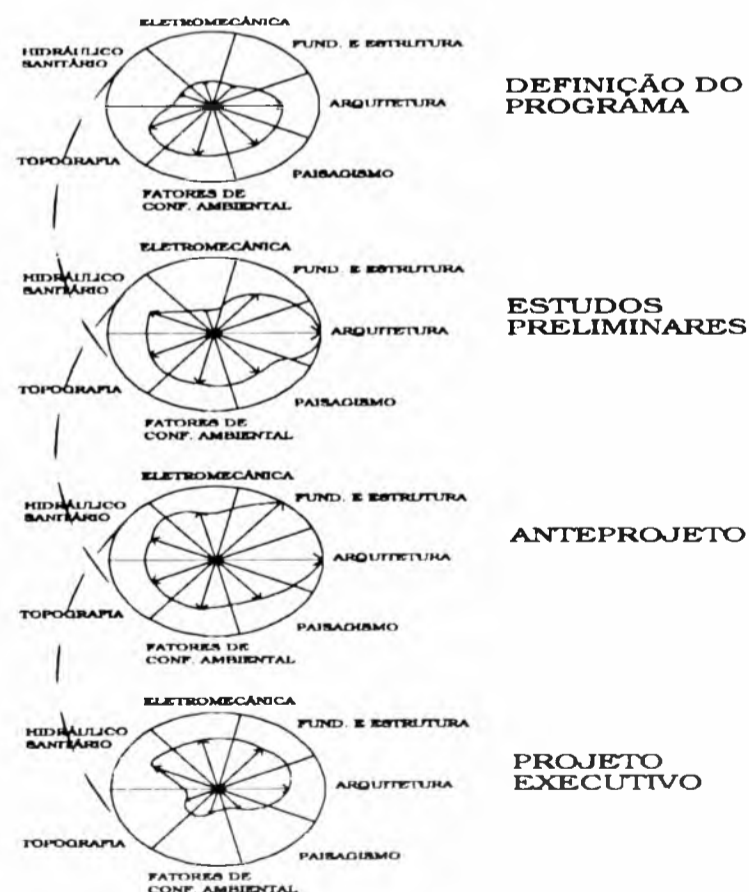 ELETROMECÂNICA
HIDRÁULICO
SANITÁRIO
FUND. E ESTRUTURA
ARQUITETURA
TOPOGRAFIA
PAISAGISMO
FATORES DE
CONF. AMBIENTAL
DEFINIÇÃO DO
PROGRAMA
ELETROMECÂNICA
HIDRÁULICO
SANITÁRIO
FUND. E ESTRUTURA
ARQUITETURA
TOPOGRAFIA
PAISAGISMO
FATORES DE
CONF. AMBIENTAL
ESTUDOS
PRELIMINARES
ELETROMECÂNICA
HIDRÁULICO
SANITÁRIO
FUND. E ESTRUTURA
ARQUITETURA
TOPOGRAFIA
PAISAGISMO
FATORES DE
CONF. AMBIENTAL
ANTEPROJETO
ELETROMECÂNICA
HIDRÁULICO
SANITÁRIO
FUND. E ESTRUTURA
ARQUITETURA
TOPOGRAFIA
PAISAGISMO
FATORES DE
CONF. AMBIENTAL
PROJETO
EXECUTIVO